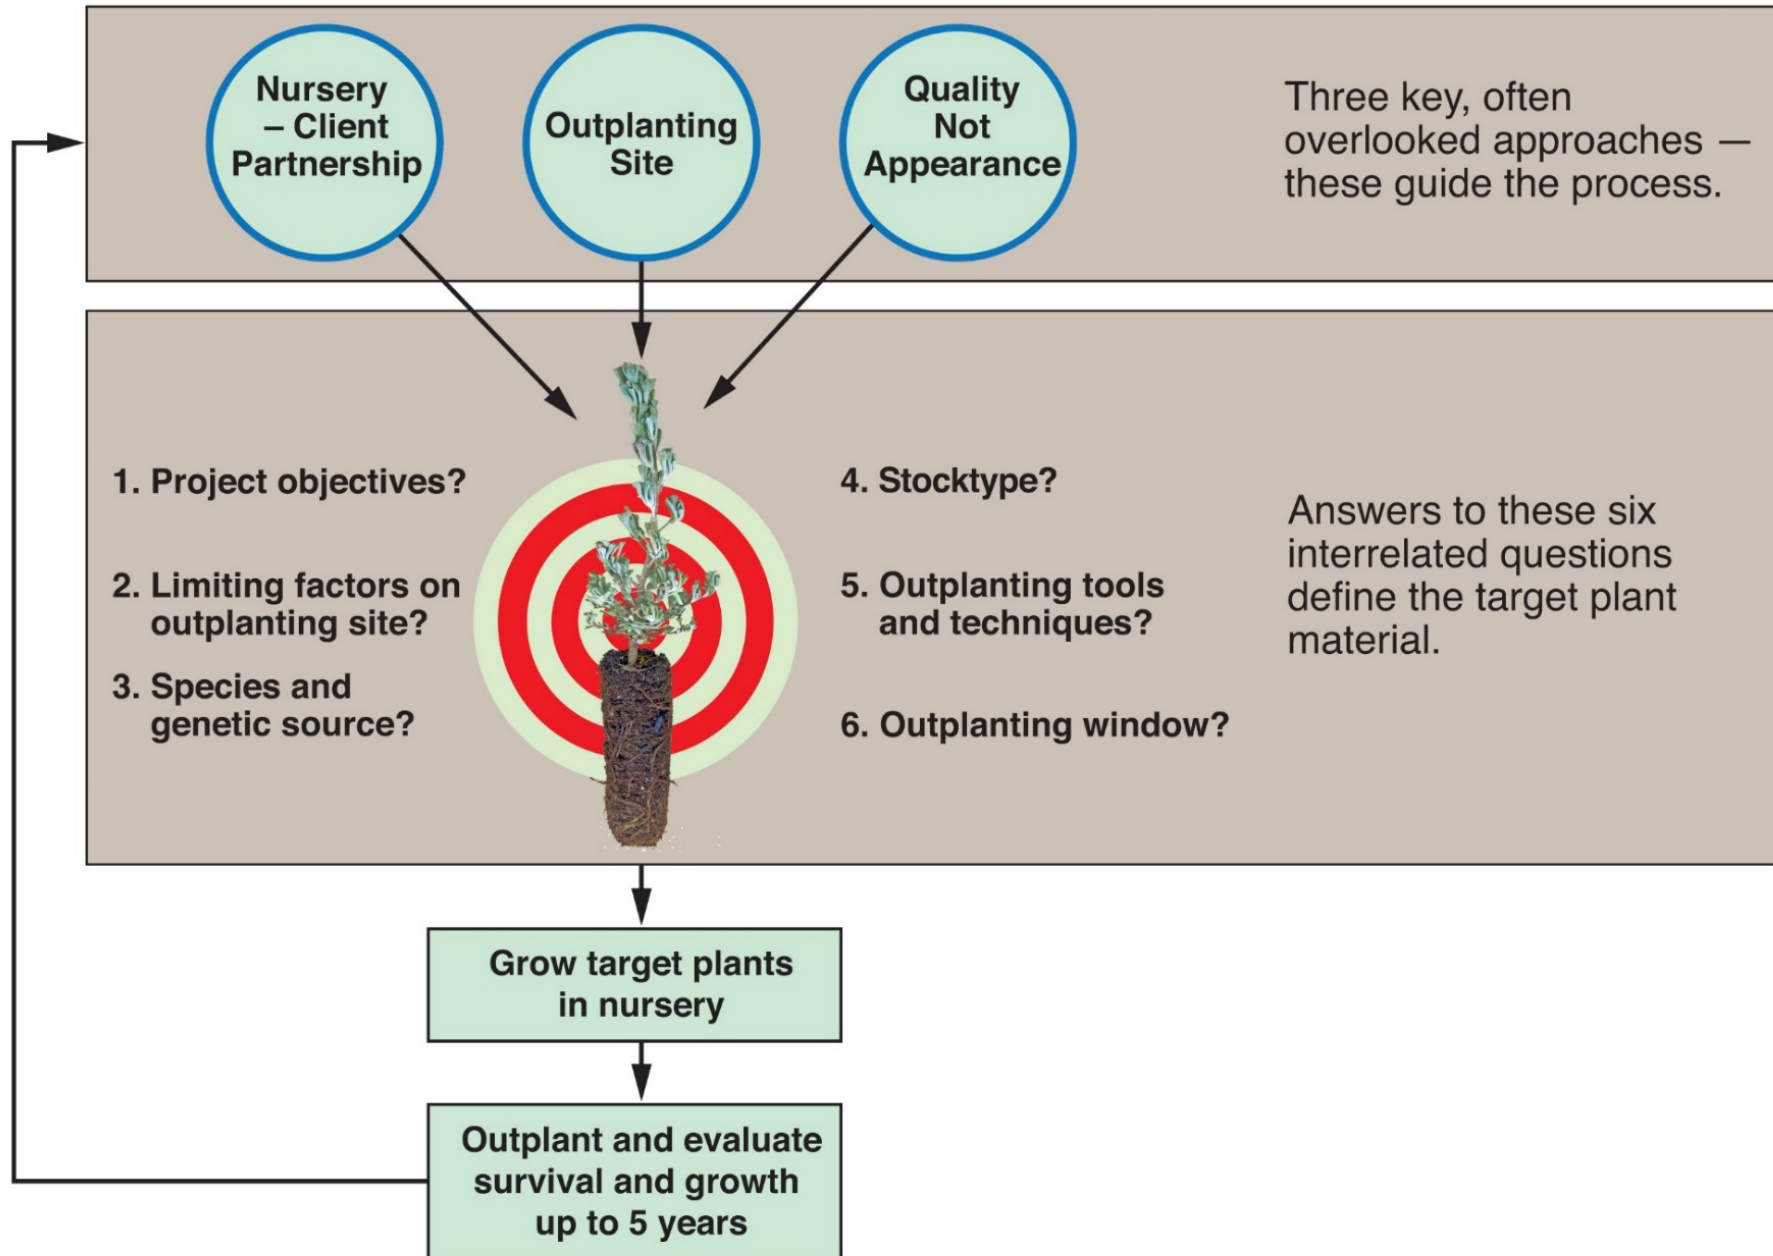 Nursery
– Client
Partnership
Outplanting
Site
Quality
Not
Appearance
Three key, often
overlooked approaches —
these guide the process.
1. Project objectives?
2. Limiting factors on
outplanting site?
3. Species and
genetic source?
4. Stocktype?
5. Outplanting tools
and techniques?
6. Outplanting window?
Answers to these six
interrelated questions
define the target plant
material.
Grow target plants
in nursery
Outplant and evaluate
survival and growth
up to 5 years